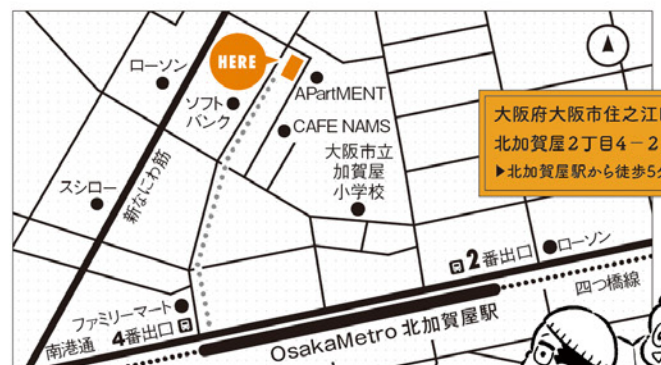 ローソン
HERE
ソフト
バンク
APartMENT
CAFE NAMS
大阪市立
加賀屋
小学校
新なにわ筋
スシロー
大阪府大阪市住之江
北加賀屋2丁目4−2
▶北加賀屋駅から徒歩5分
2番出口
ローソン
四つ橋線
ファミリーマート
4番出口
南港通
OsakaMetro 北加賀屋駅